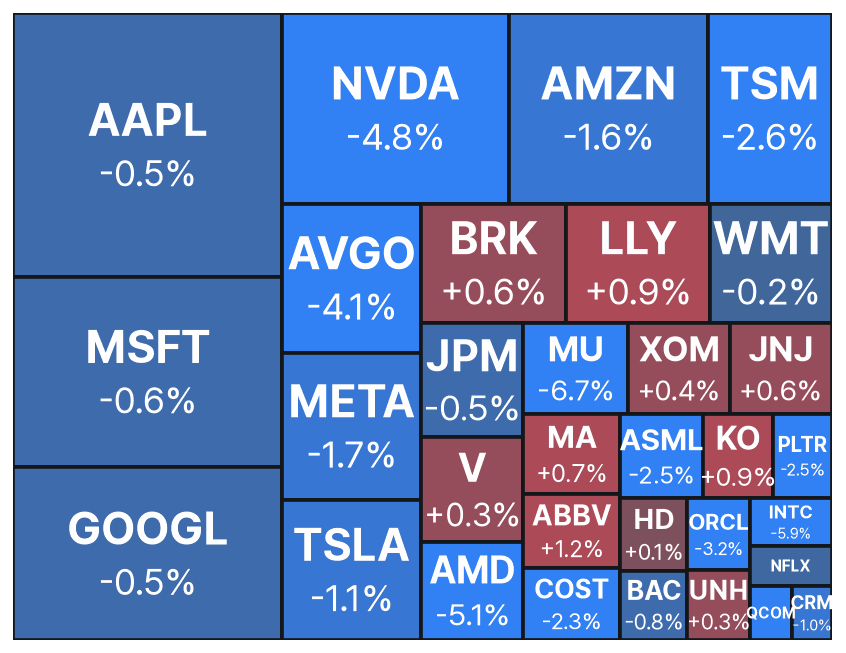 AAPL
-0.5%
MSFT
-0.6%
GOOGL
-0.5%
NVDA
-4.8%
AMZN
-1.6%
TSM
-2.6%
AVGO
-4.1%
META
-1.7%
TSLA
-1.1%
BRK
+0.6%
LLY
+0.9%
WMT
-0.2%
JPM
-0.5%
V
+0.3%
AMD
-5.1%
MU
-6.7%
XOM
+0.4%
JNJ
+0.6%
MA
+0.7%
ABBV
+1.2%
COST
-2.3%
ASML
-2.5%
KO
+0.9%
PLTR
-2.5%
HD
+0.1%
ORCL
-3.2%
BAC
-0.8%
UNH
+0.3%
INTC
-5.9%
NFLX
QCOM
CRM
-1.0%